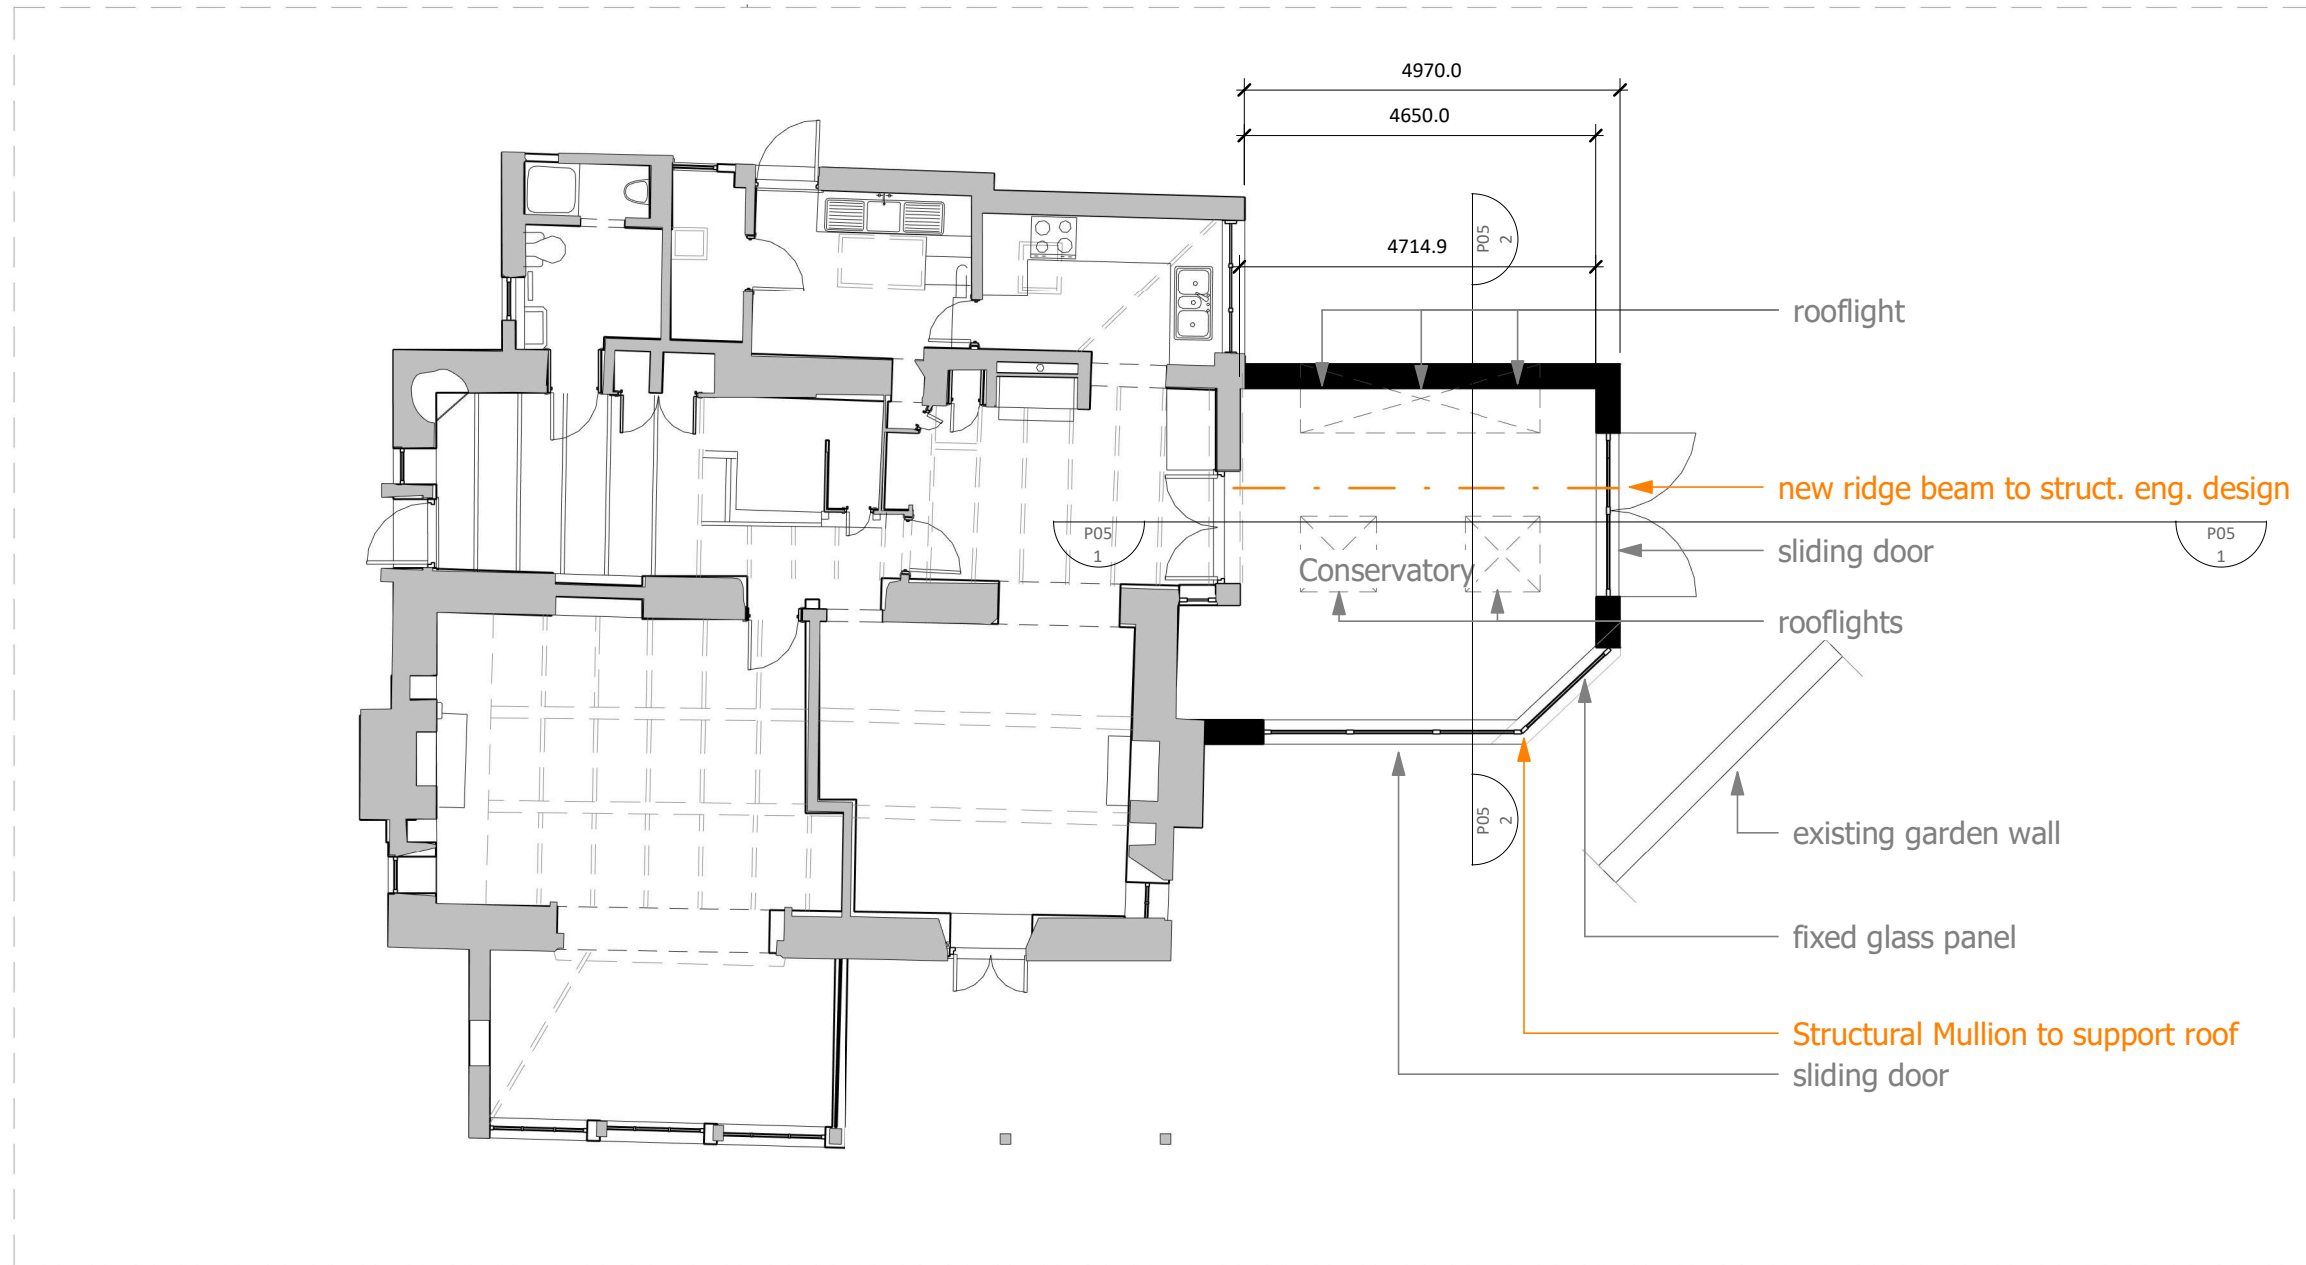 4970.0
4650.0
4714.9
P05
2
rooflight
new ridge beam to struct. eng. design
P05
1
sliding door
P05
1
Conservatory
rooflights
P05
2
existing garden wall
fixed glass panel
Structural Mullion to support roof
sliding door